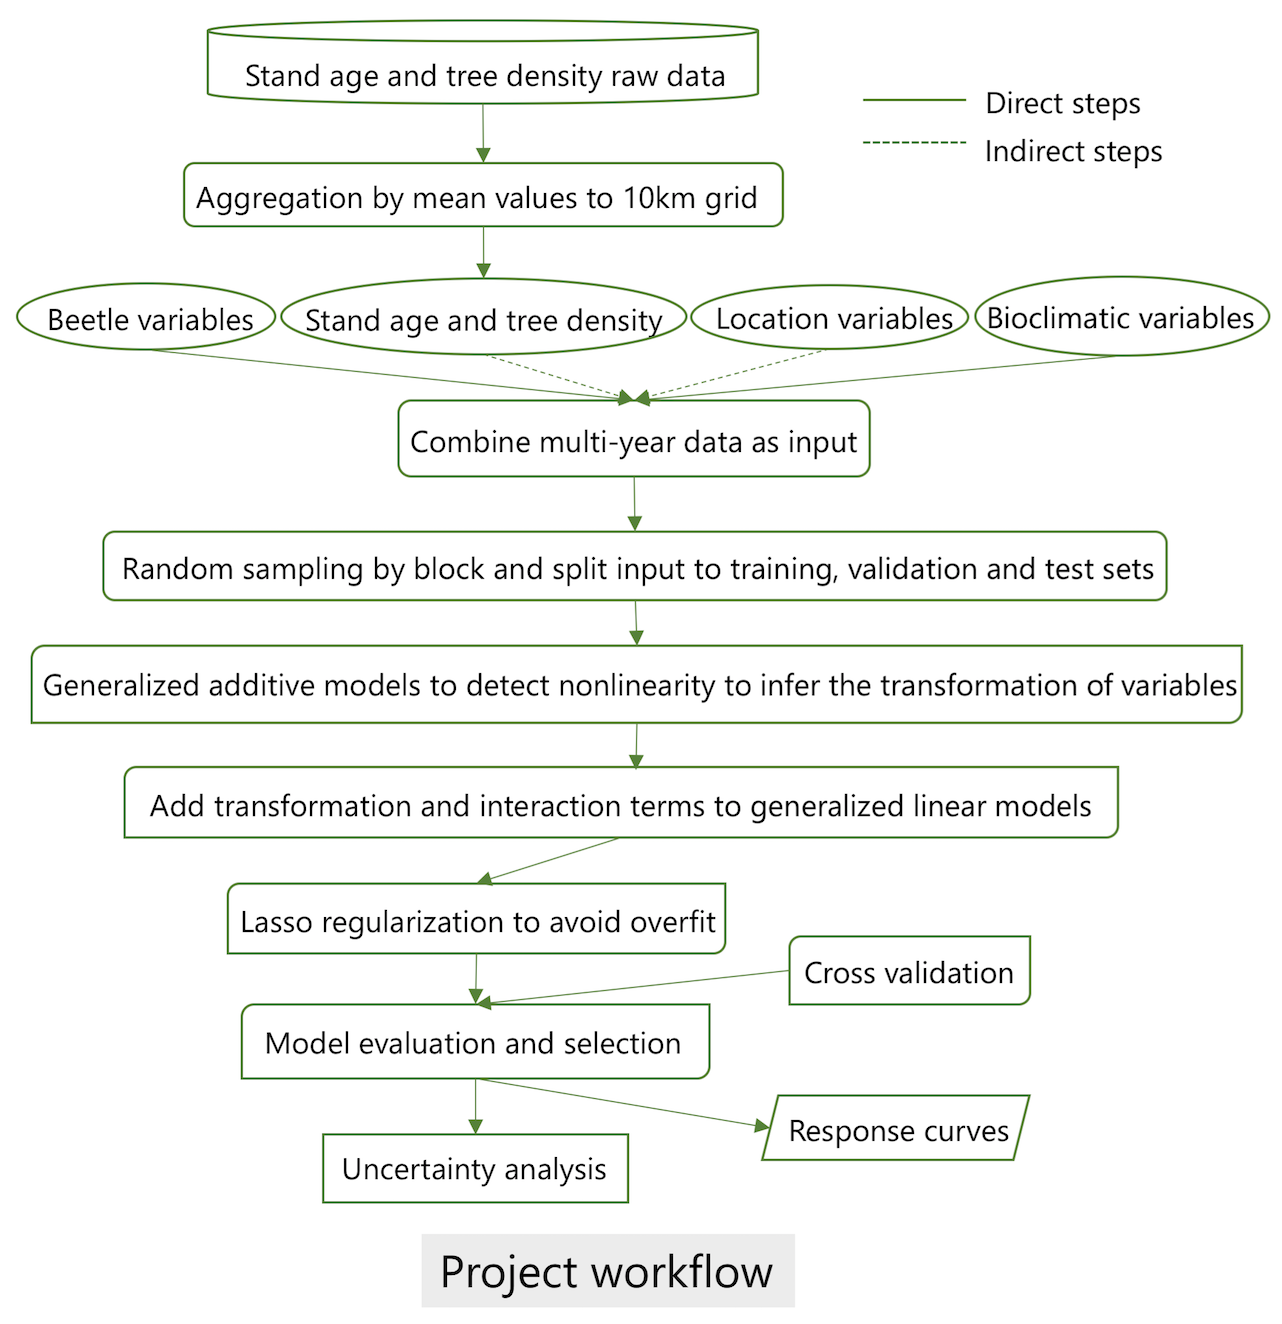 Stand age and tree density raw data
Direct steps
Indirect steps
Aggregation by mean values to 10km grid
Beetle variables
Stand age and tree density
Location variables
Bioclimatic variables
Combine multi-year data as input
Random sampling by block and split input to training, validation and test sets
Generalized additive models to detect nonlinearity to infer the transformation of variables
Add transformation and interaction terms to generalized linear models
Lasso regularization to avoid overfit
Cross validation
Model evaluation and selection
Response curves
Uncertainty analysis
Project workflow